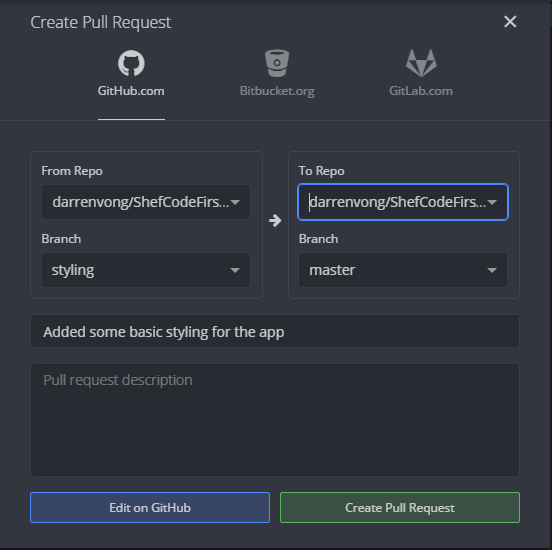 Create Pull Request
GitHub.com
Bitbucket.org
GitLab.com
From Repo
darrenvong/ShefCodeFirs...
Branch
styling
To Repo
darrenvong/ShefCodeFirs...
Branch
master
Added some basic styling for the app
Pull request description
Edit on GitHub
Create Pull Request